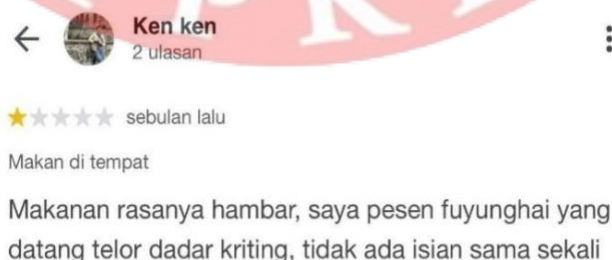 Ken ken
2 ulasan
sebulan lalu
Makan di tempat
Makanan rasanya hambar, saya pesen fuyunghai yang
datang telor dadar kriting, tidak ada isian sama sekali